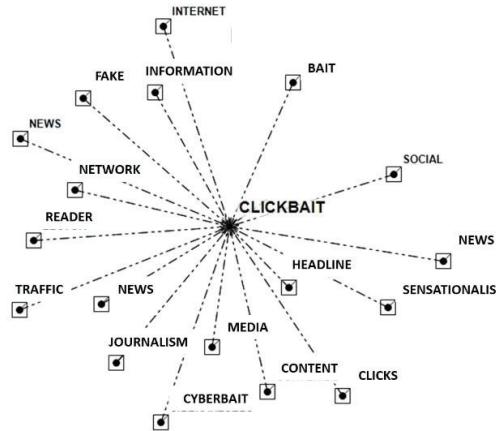 INTERNET
FAKE
INFORMATION
BAIT
NEWS
SOCIAL
NETWORK
CLICKBAIT
READER
NEWS
HEADLINE
TRAFFIC
NEWS
SENSATIONALIS
MEDIA
JOURNALISM
CONTENT
CLICKS
CYBERBAIT